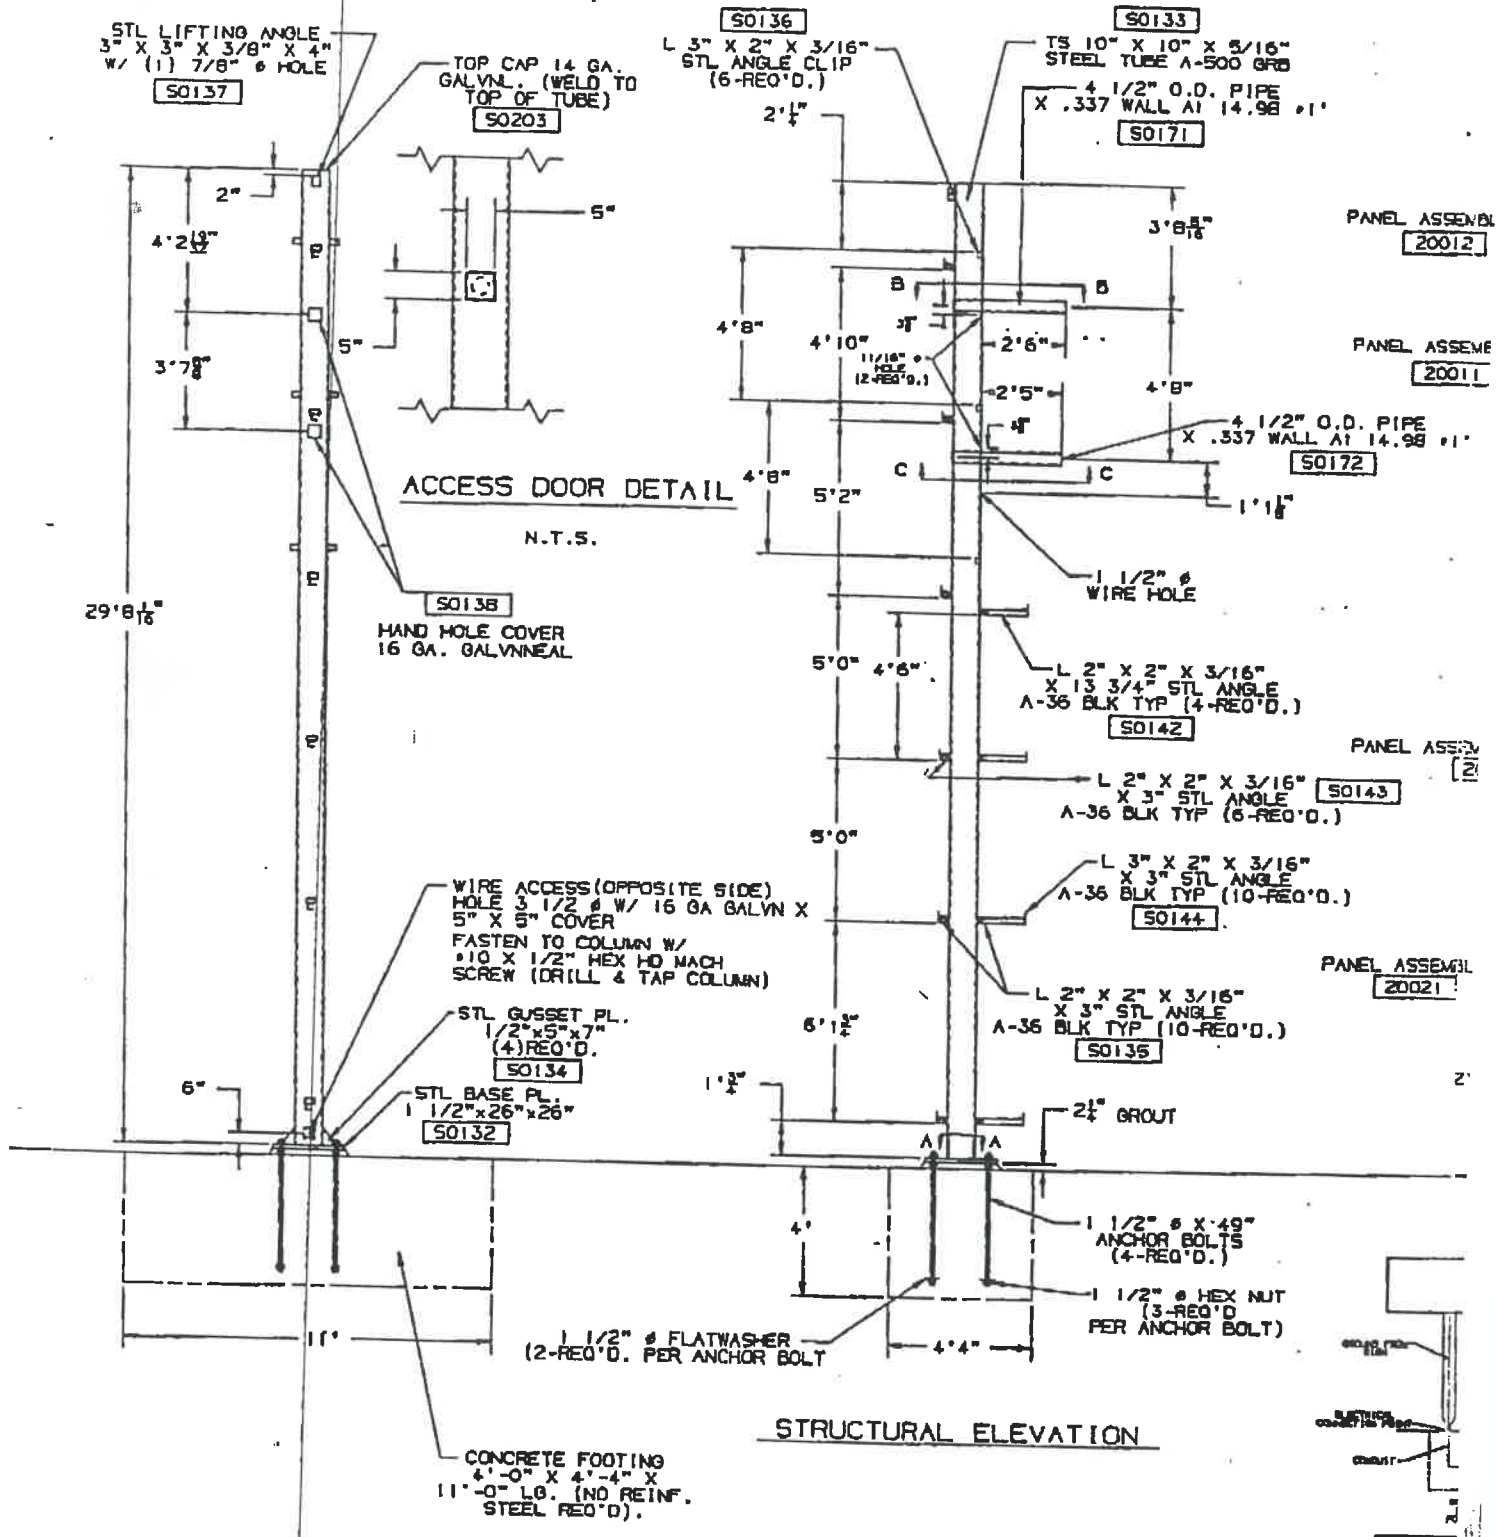 STL LIFTING ANGLE
3" X 3" X 3/8" X 4"
W/ (1) 7/8" ø HOLE
S0137
TOP CAP 14 GA.
GALVNL. (WELD TO
TOP OF TUBE)
S0203
S0136
L 3" X 2" X 3/16"
STL ANGLE CLIP
(6-REQ'D.)
S0133
TS 10" X 10" X 5/16"
STEEL TUBE A-500 GRB
4 1/2" O.D. PIPE
X .337 WALL AT 14.98 #1'
S0171
2' 1/4"
2"
4'2 19/32"
3'7 3/4"
5"
5"
ACCESS DOOR DETAIL
N.T.S.
S0138
HAND HOLE COVER
16 GA. GALVNNEAL
29'8 1/16"
3'8 5/16"
B B
4'8"
4'10"
11/16" ø
HOLE
(2-REQ'D.)
2'6"
2'5"
4'8"
4 1/2" O.D. PIPE
X .337 WALL AT 14.98 #1'
S0172
C C
4'8"
5'2"
1'1 1/8"
1 1/2" ø
WIRE HOLE
5'0"
4'6"
L 2" X 2" X 3/16"
X 13 3/4" STL ANGLE
A-36 BLK TYP (4-REQ'D.)
S0142
L 2" X 2" X 3/16"
S0143
X 3" STL ANGLE
A-36 BLK TYP (6-REQ'D.)
5'0"
L 3" X 2" X 3/16"
X 3" STL ANGLE
A-36 BLK TYP (10-REQ'D.)
S0144
L 2" X 2" X 3/16"
X 3" STL ANGLE
A-36 BLK TYP (10-REQ'D.)
S0135
6'1 3/4"
1' 3/4"
2 1/4" GROUT
A A
WIRE ACCESS(OPPOSITE SIDE)
HOLE 3 1/2 ø W/ 16 GA GALVN X
5" X 5" COVER
FASTEN TO COLUMN W/
#10 X 1/2" HEX HD MACH
SCREW (DRILL & TAP COLUMN)
STL GUSSET PL.
1/2"x5"x7"
(4)REQ'D.
S0134
6"
STL BASE PL.
1 1/2"x26"x26"
S0132
4'
11'
4'4"
1 1/2" ø X 49"
ANCHOR BOLTS
(4-REQ'D.)
1 1/2" ø HEX NUT
(3-REQ'D
PER ANCHOR BOLT)
1 1/2" ø FLATWASHER
(2-REQ'D. PER ANCHOR BOLT
STRUCTURAL ELEVATION
CONCRETE FOOTING
4'-0" X 4'-4" X
11'-0" LG. (NO REINF.
STEEL REQ'D).
PANEL ASSEMBL
20012
PANEL ASSEMB
20011
PANEL ASSEM
PANEL ASSEMBL
20021
2'
CONDUIT